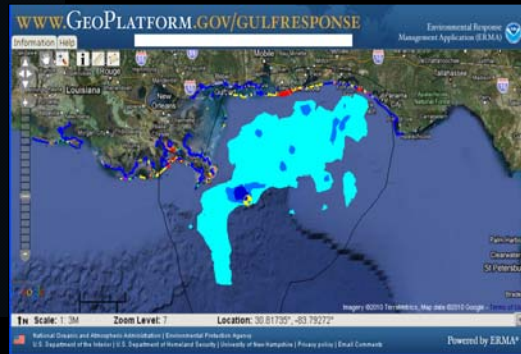 WWW.GEOPLATFORM.GOV/GULFRESPONSE
Environmental Response
Management Application (ERMA)
Information Help
Mobile
Tallahassee
Louisiana
New
Orleans
Clearwater
St Petersburg
Imagery ©2010 TerraMetrics, Map data ©2010 Google - Terms of
Scale: 1: 3M Zoom Level: 7 Location: 30.81735°, -83.79272°
National Oceanic and Atmospheric Administration | Environmental Protection Agency
U.S. Department of the Interior | U.S. Department of Homeland Security | University of New Hampshire | Privacy policy | Email Comments
Powered by ERMA®